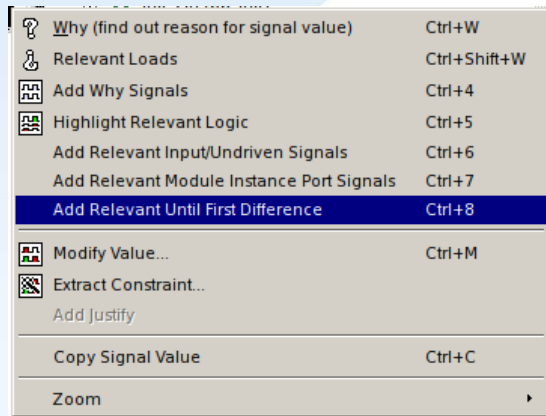 Why (find out reason for signal value) Ctrl+W
Relevant Loads Ctrl+Shift+W
Add Why Signals Ctrl+4
Highlight Relevant Logic Ctrl+5
Add Relevant Input/Undriven Signals Ctrl+6
Add Relevant Module Instance Port Signals Ctrl+7
Add Relevant Until First Difference Ctrl+8
Modify Value... Ctrl+M
Extract Constraint...
Add Justify
Copy Signal Value Ctrl+C
Zoom